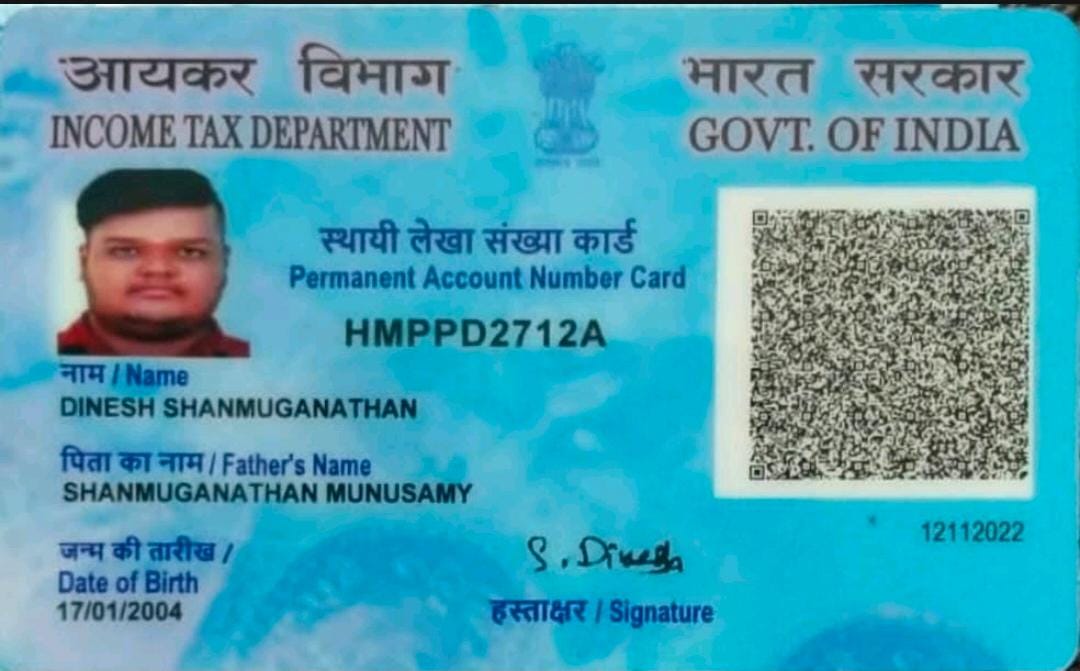 आयकर विभाग
INCOME TAX DEPARTMENT
भारत सरकार
GOVT. OF INDIA
स्थायी लेखा संख्या कार्ड
Permanent Account Number Card
HMPPD2712A
नाम / Name
DINESH SHANMUGANATHAN
पिता का नाम / Father's Name
SHANMUGANATHAN MUNUSAMY
जन्म की तारीख /
Date of Birth
17/01/2004
S. Dinesh
हस्ताक्षर / Signature
12112022